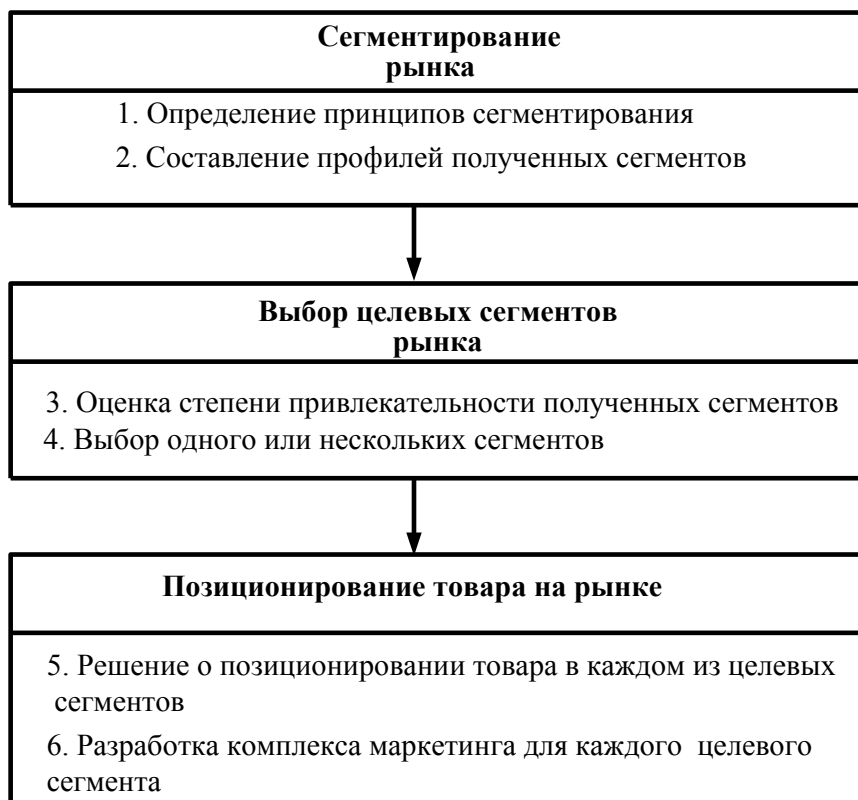 Сегментирование
рынка
1. Определение принципов сегментирования
2. Составление профилей полученных сегментов
Выбор целевых сегментов
рынка
3. Оценка степени привлекательности полученных сегментов
4. Выбор одного или нескольких сегментов
Позиционирование товара на рынке
5. Решение о позиционировании товара в каждом из целевых
сегментов
6. Разработка комплекса маркетинга для каждого целевого
сегмента